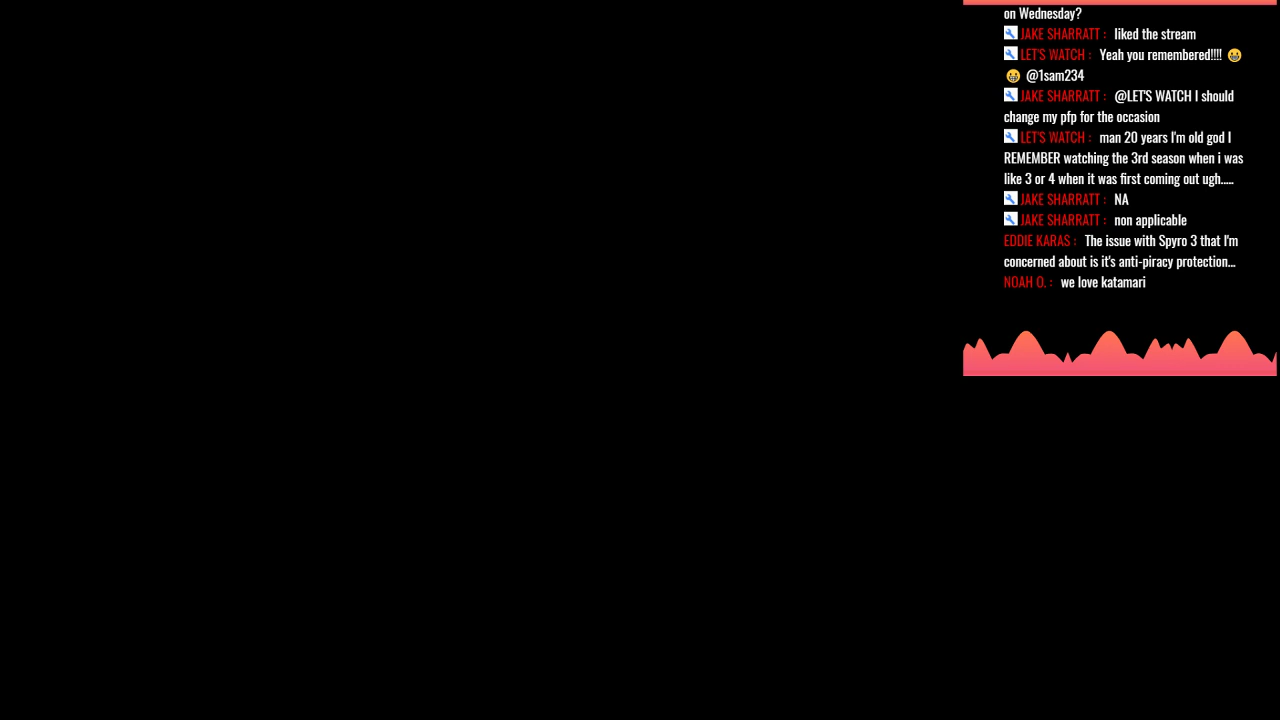 on Wednesday?
JAKE SHARRATT : liked the stream
LET'S WATCH : Yeah you remembered!!!! 😀
😀 @1sam234
JAKE SHARRATT : @LET'S WATCH I should
change my pfp for the occasion
LET'S WATCH : man 20 years I'm old god I
REMEMBER watching the 3rd season when i was
like 3 or 4 when it was first coming out ugh.....
JAKE SHARRATT : NA
JAKE SHARRATT : non applicable
EDDIE KARAS : The issue with Spyro 3 that I'm
concerned about is it's anti-piracy protection...
NOAH O. : we love katamari